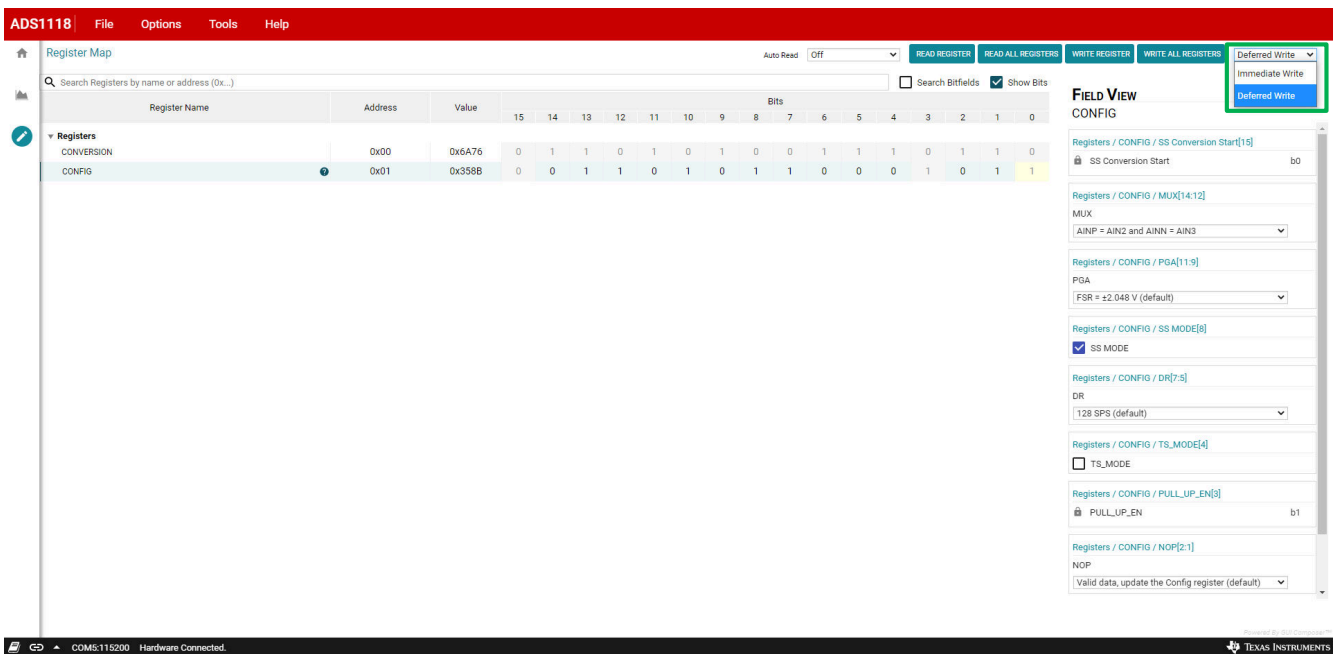 ADS1118 File Options Tools Help
Register Map Auto Read Off READ REGISTER READ ALL REGISTERS WRITE REGISTER WRITE ALL REGISTERS Deferred Write
Immediate Write
Deferred Write
Search Registers by name or address (0x...) Search Bitfields Show Bits
Register Name Address Value Bits
15 14 13 12 11 10 9 8 7 6 5 4 3 2 1 0
Registers
CONVERSION 0x00 0x6A76 0 1 1 0 1 0 1 0 0 1 1 1 0 1 1 0
CONFIG 0x01 0x358B 0 0 1 1 0 1 0 1 1 0 0 0 1 0 1 1
FIELD VIEW
CONFIG
Registers / CONFIG / SS Conversion Start[15]
SS Conversion Start b0
Registers / CONFIG / MUX[14:12]
MUX
AINP = AIN2 and AINN = AIN3
Registers / CONFIG / PGA[11:9]
PGA
FSR = ±2.048 V (default)
Registers / CONFIG / SS MODE[8]
SS MODE
Registers / CONFIG / DR[7:5]
DR
128 SPS (default)
Registers / CONFIG / TS_MODE[4]
TS_MODE
Registers / CONFIG / PULL_UP_EN[3]
PULL_UP_EN b1
Registers / CONFIG / NOP[2:1]
NOP
Valid data, update the Config register (default)
Powered By GUI Composer™
COM5:115200 Hardware Connected. TEXAS INSTRUMENTS